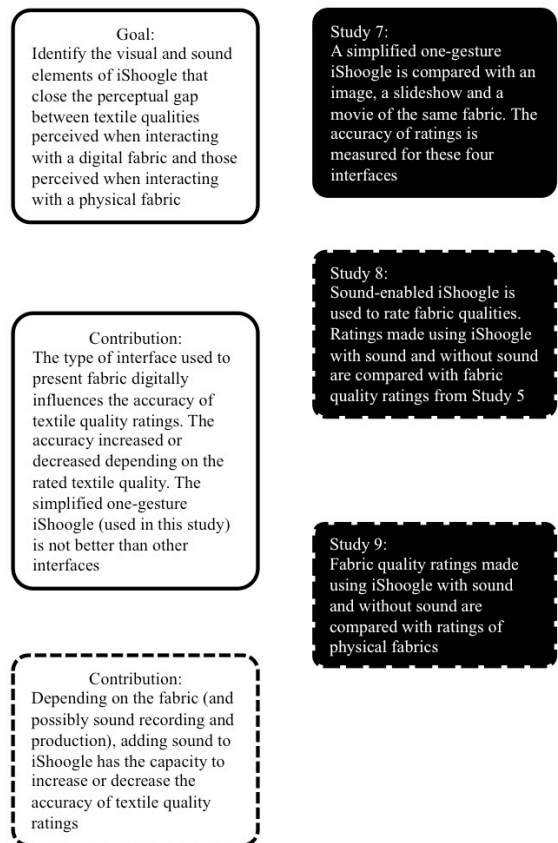 Goal:
Identify the visual and sound
elements of iShoogle that
close the perceptual gap
between textile qualities
perceived when interacting
with a digital fabric and those
perceived when interacting
with a physical fabric
Contribution:
The type of interface used to
present fabric digitally
influences the accuracy of
textile quality ratings. The
accuracy increased or
decreased depending on the
rated textile quality. The
simplified one-gesture
iShoogle (used in this study)
is not better than other
interfaces
Contribution:
Depending on the fabric (and
possibly sound recording and
production), adding sound to
iShoogle has the capacity to
increase or decrease the
accuracy of textile quality
ratings
Study 7:
A simplified one-gesture
iShoogle is compared with an
image, a slideshow and a
movie of the same fabric. The
accuracy of ratings is
measured for these four
interfaces
Study 8:
Sound-enabled iShoogle is
used to rate fabric qualities.
Ratings made using iShoogle
with sound and without sound
are compared with fabric
quality ratings from Study 5
Study 9:
Fabric quality ratings made
using iShoogle with sound
and without sound are
compared with ratings of
physical fabrics